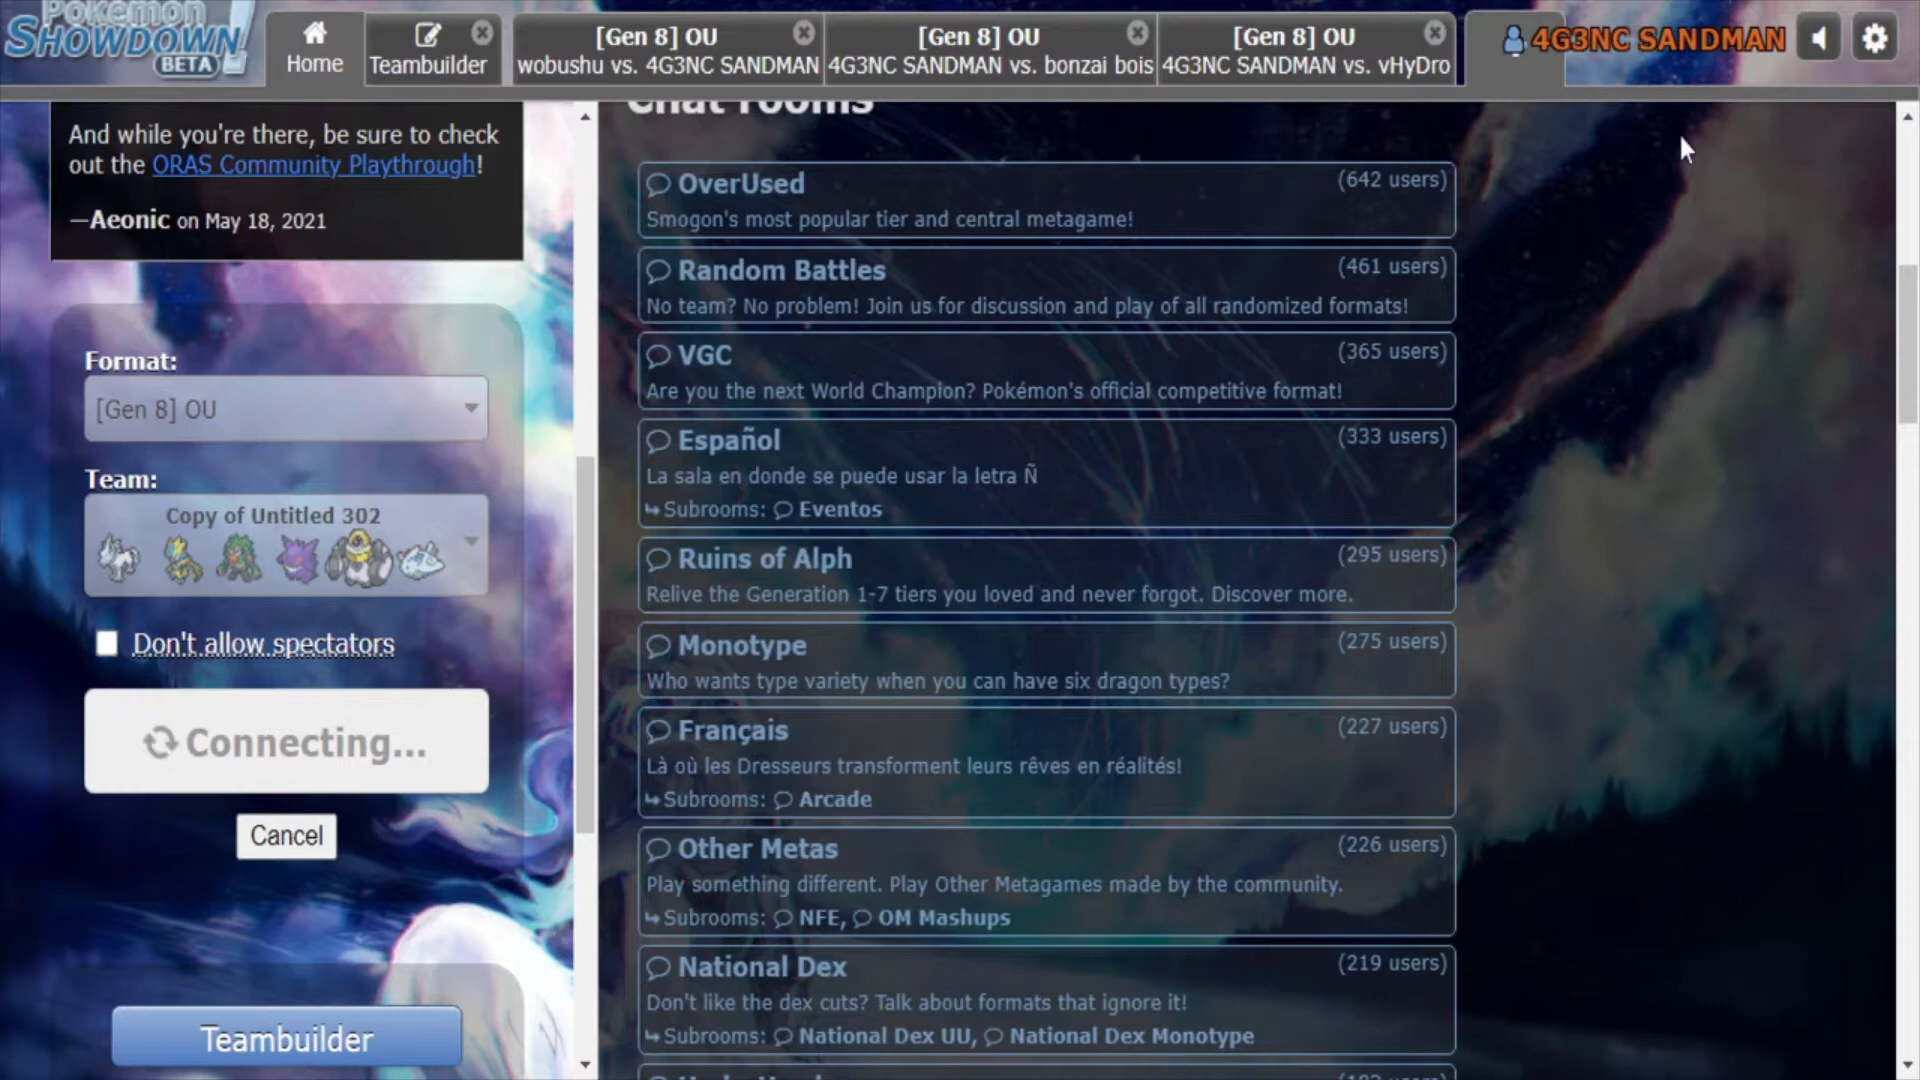 Pokémon
SHOWDOWN!
BETA
Home
Teambuilder
[Gen 8] OU
wobushu vs. 4G3NC SANDMAN
[Gen 8] OU
4G3NC SANDMAN vs. bonzai bois
[Gen 8] OU
4G3NC SANDMAN vs. vHyDro
4G3NC SANDMAN
And while you're there, be sure to check
out the ORAS Community Playthrough!
—Aeonic on May 18, 2021
Format:
[Gen 8] OU
Team:
Copy of Untitled 302
Don't allow spectators
Connecting...
Cancel
Teambuilder
Chat rooms
OverUsed (642 users)
Smogon's most popular tier and central metagame!
Random Battles (461 users)
No team? No problem! Join us for discussion and play of all randomized formats!
VGC (365 users)
Are you the next World Champion? Pokémon's official competitive format!
Español (333 users)
La sala en donde se puede usar la letra Ñ
↳Subrooms: Eventos
Ruins of Alph (295 users)
Relive the Generation 1-7 tiers you loved and never forgot. Discover more.
Monotype (275 users)
Who wants type variety when you can have six dragon types?
Français (227 users)
Là où les Dresseurs transforment leurs rêves en réalités!
↳Subrooms: Arcade
Other Metas (226 users)
Play something different. Play Other Metagames made by the community.
↳Subrooms: NFE, OM Mashups
National Dex (219 users)
Don't like the dex cuts? Talk about formats that ignore it!
↳Subrooms: National Dex UU, National Dex Monotype